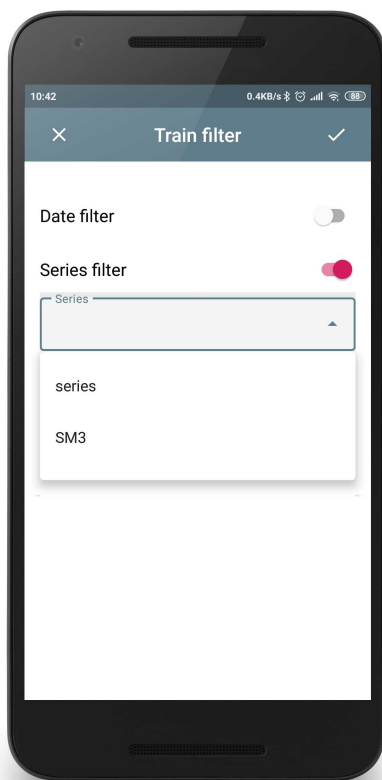 10:42 0.4KB/s 88
Train filter
Date filter
Series filter
Series
series
SM3